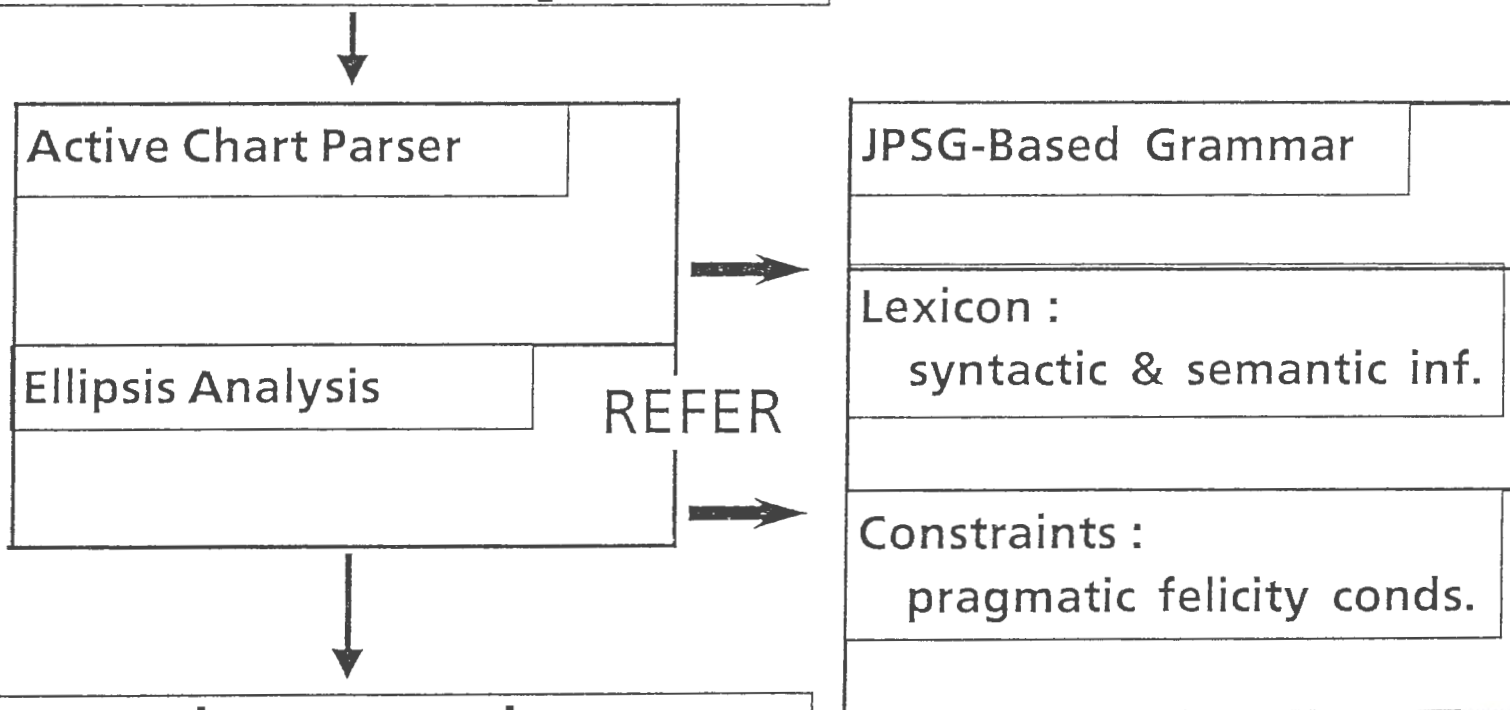 Active Chart Parser
Ellipsis Analysis
REFER
JPSG-Based Grammar
Lexicon :
syntactic & semantic inf.
Constraints :
pragmatic felicity conds.